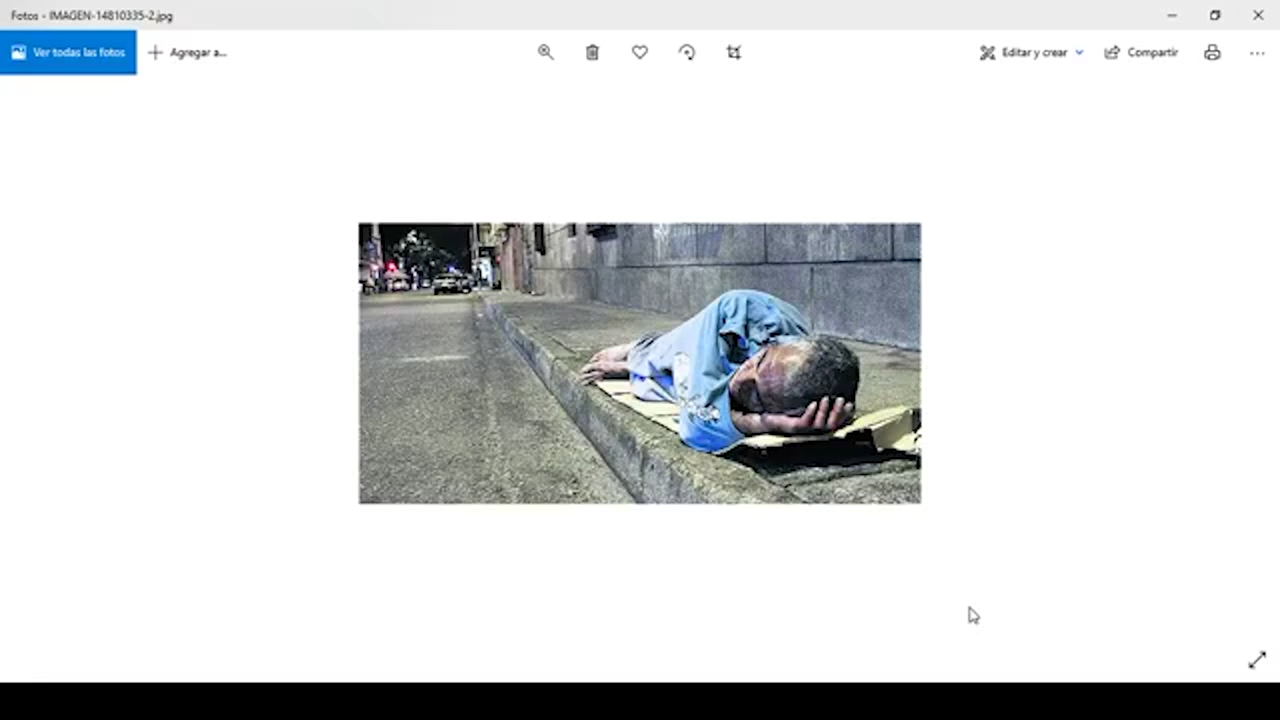 Fotos - IMAGEN-14810335-2.jpg
Ver todas las fotos
Agregar a...
Editar y crear
Compartir